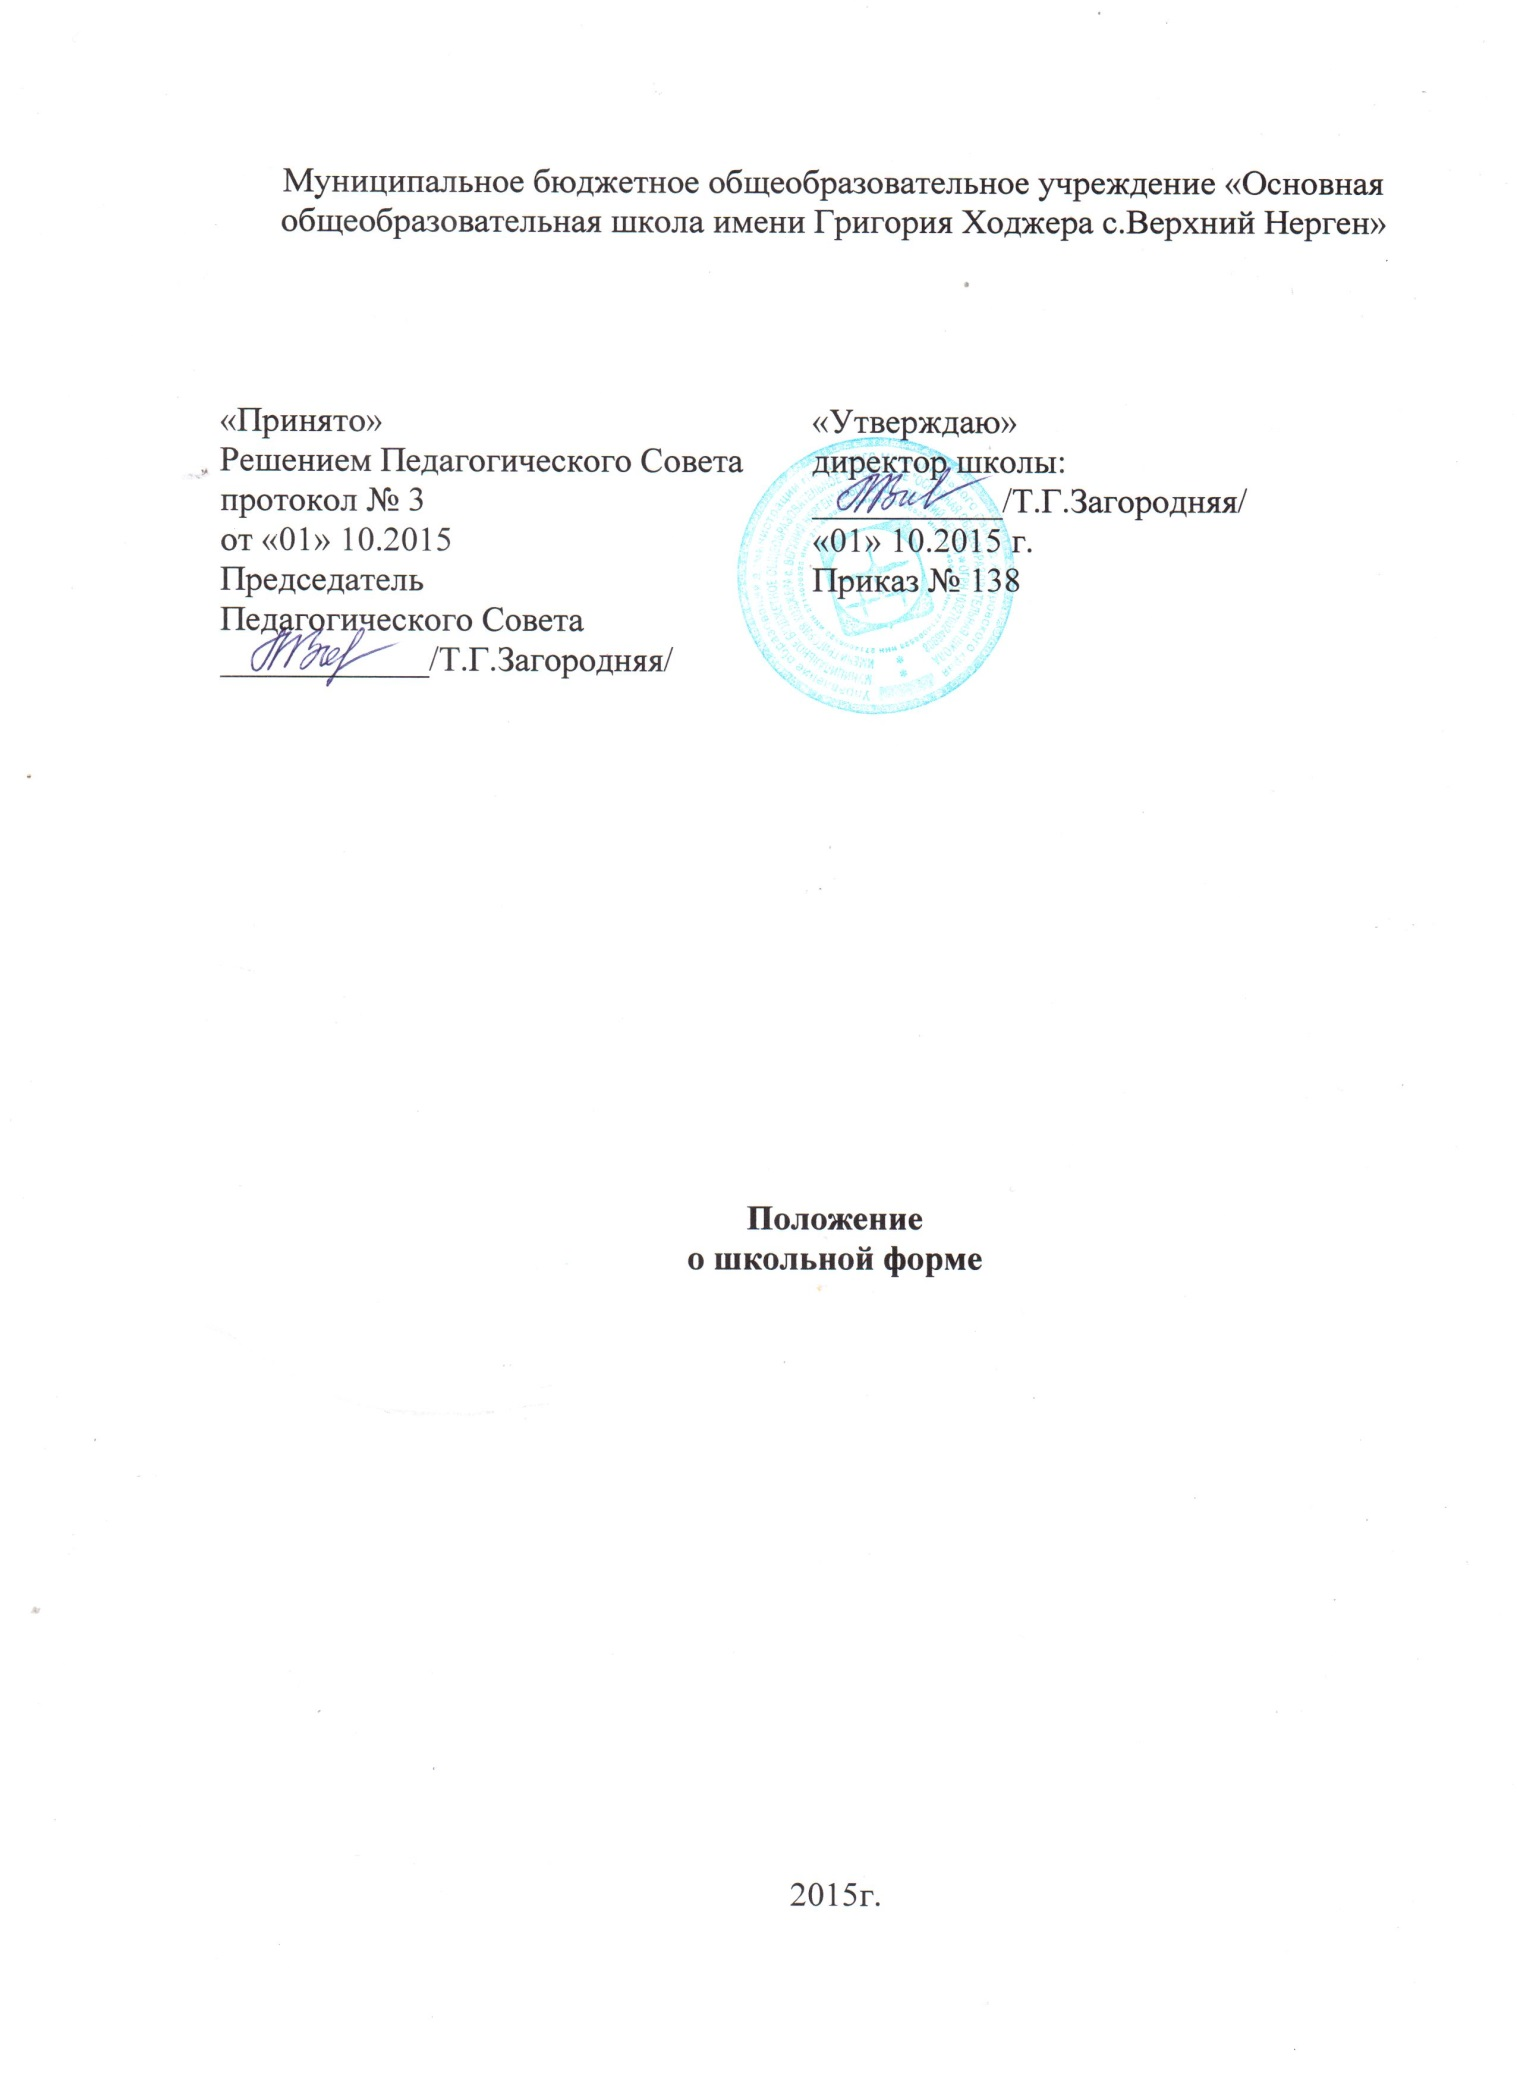 Муниципальное бюджетное общеобразовательное учреждение «Основная
общеобразовательная школа имени Григория Ходжера с.Верхний Нерген»
«Принято»
Решением Педагогического Совета
протокол № 3
от «01» 10.2015
Председатель
Педагогического Совета
____________/Т.Г.Загородняя/
«Утверждаю»
директор школы:
___________/Т.Г.Загородняя/
«01» 10.2015 г.
Приказ № 138
Положение
о школьной форме
2015г.